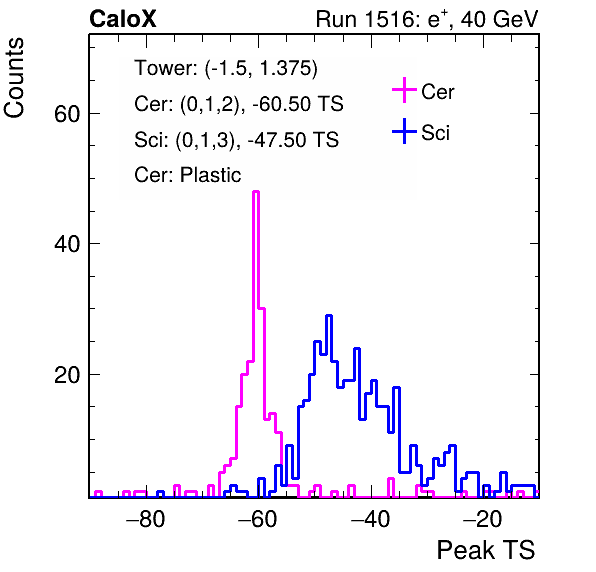 CaloX Run 1516: e⁺, 40 GeV
Counts
Tower: (-1.5, 1.375)
Cer: (0,1,2), -60.50 TS
Sci: (0,1,3), -47.50 TS
Cer: Plastic
Cer
Sci
60
40
20
−80 −60 −40 −20
Peak TS